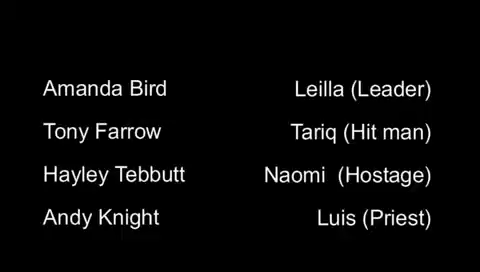 Amanda Bird Leilla (Leader)
Tony Farrow Tariq (Hit man)
Hayley Tebbutt Naomi  (Hostage)
Andy Knight Luis (Priest)